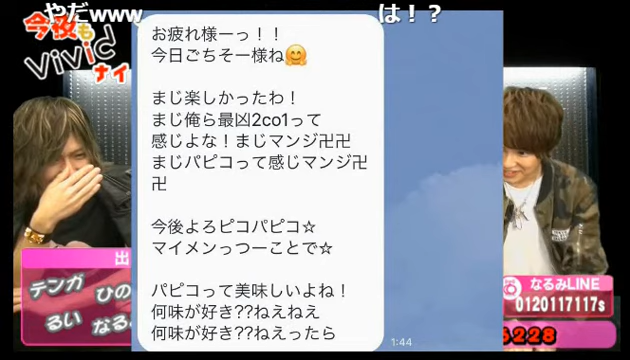 やだwww
は！？
今夜も
ViVid
ナイ
お疲れ様ーっ！！
今日ごちそー様ね🤗
まじ楽しかったわ！
まじ俺ら最凶2co1って
感じよな！まじマンジ卍卍
まじパピコって感じマンジ卍
卍
今後よろピコパピコ☆
マイメンっつーことで☆
パピコって美味しいよね！
何味が好き??ねえねえ
何味が好き??ねえったら
1:44
出
テンガ
ひの
るい
なる
なるみLINE
0120117117s
6228